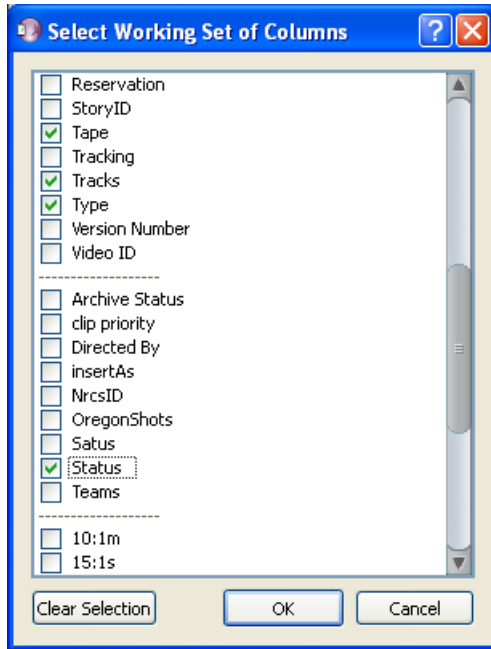 Select Working Set of Columns
Reservation
StoryID
Tape
Tracking
Tracks
Type
Version Number
Video ID
-------------------
Archive Status
clip priority
Directed By
insertAs
NrcsID
OregonShots
Satus
Status
Teams
-------------------
10:1m
15:1s
Clear Selection OK Cancel